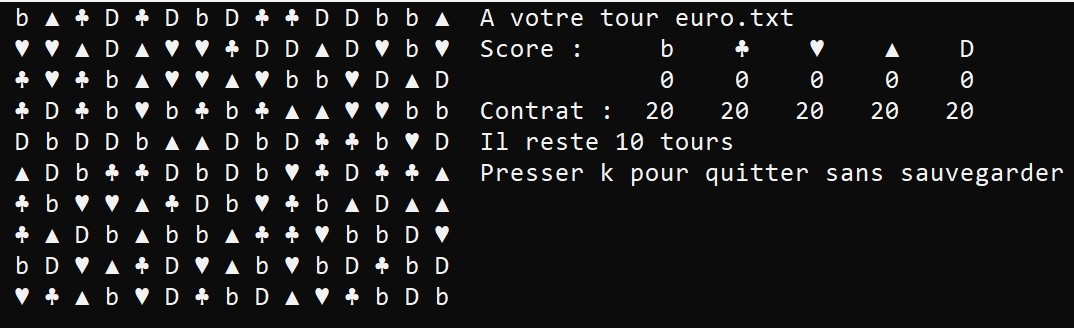 b ▲ ♣ D ♣ D b D ♣ ♣ D D b b ▲ A votre tour euro.txt
♥ ♥ ▲ D ▲ ♥ ♥ ♣ D D ▲ D ♥ b ♥ Score : b ♣ ♥ ▲ D
♣ ♥ ♣ b ▲ ♥ ♥ ▲ ♥ b b ♥ D ▲ D 0 0 0 0 0
♣ D ♣ b ♥ b ♣ b ♣ ▲ ▲ ♥ ♥ b b Contrat : 20 20 20 20 20
D b D D b ▲ ▲ D b D ♣ ♣ b ♥ D Il reste 10 tours
▲ D b ♣ ♣ D b D b ♥ ♣ D ♣ ♣ ▲ Presser k pour quitter sans sauvegarder
♣ b ♥ ♥ ▲ ♣ D b ♥ ♣ b ▲ D ▲ ▲
♣ ▲ D b ▲ b b ▲ ♣ ♣ ♥ b b D ♥
b D ♥ ▲ ♣ D ♥ ▲ b ♥ b D ♣ b D
♥ ♣ ▲ b ♥ D ♣ b D ▲ ♥ ♣ b D b